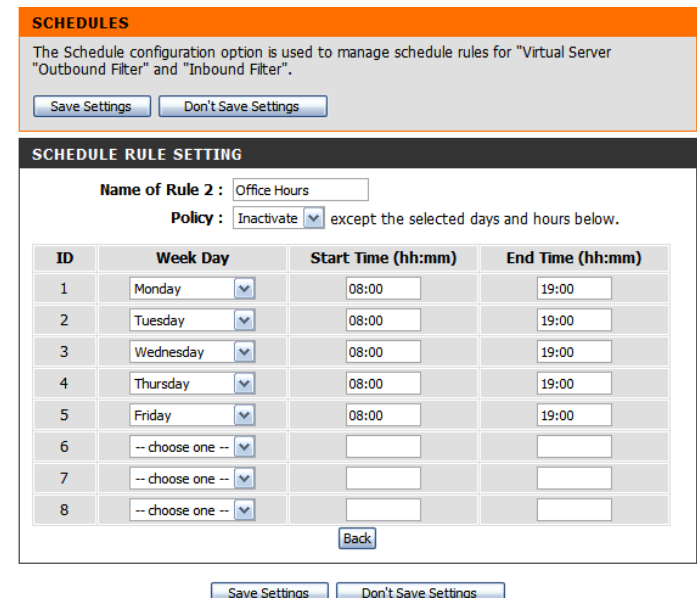 SCHEDULES
The Schedule configuration option is used to manage schedule rules for "Virtual Server
"Outbound Filter" and "Inbound Filter".
Save Settings Don't Save Settings
SCHEDULE RULE SETTING
Name of Rule 2 : Office Hours
Policy : Inactivate except the selected days and hours below.
ID Week Day Start Time (hh:mm) End Time (hh:mm)
1 Monday 08:00 19:00
2 Tuesday 08:00 19:00
3 Wednesday 08:00 19:00
4 Thursday 08:00 19:00
5 Friday 08:00 19:00
6 -- choose one --
7 -- choose one --
8 -- choose one --
Back
Save Settings Don't Save Settings